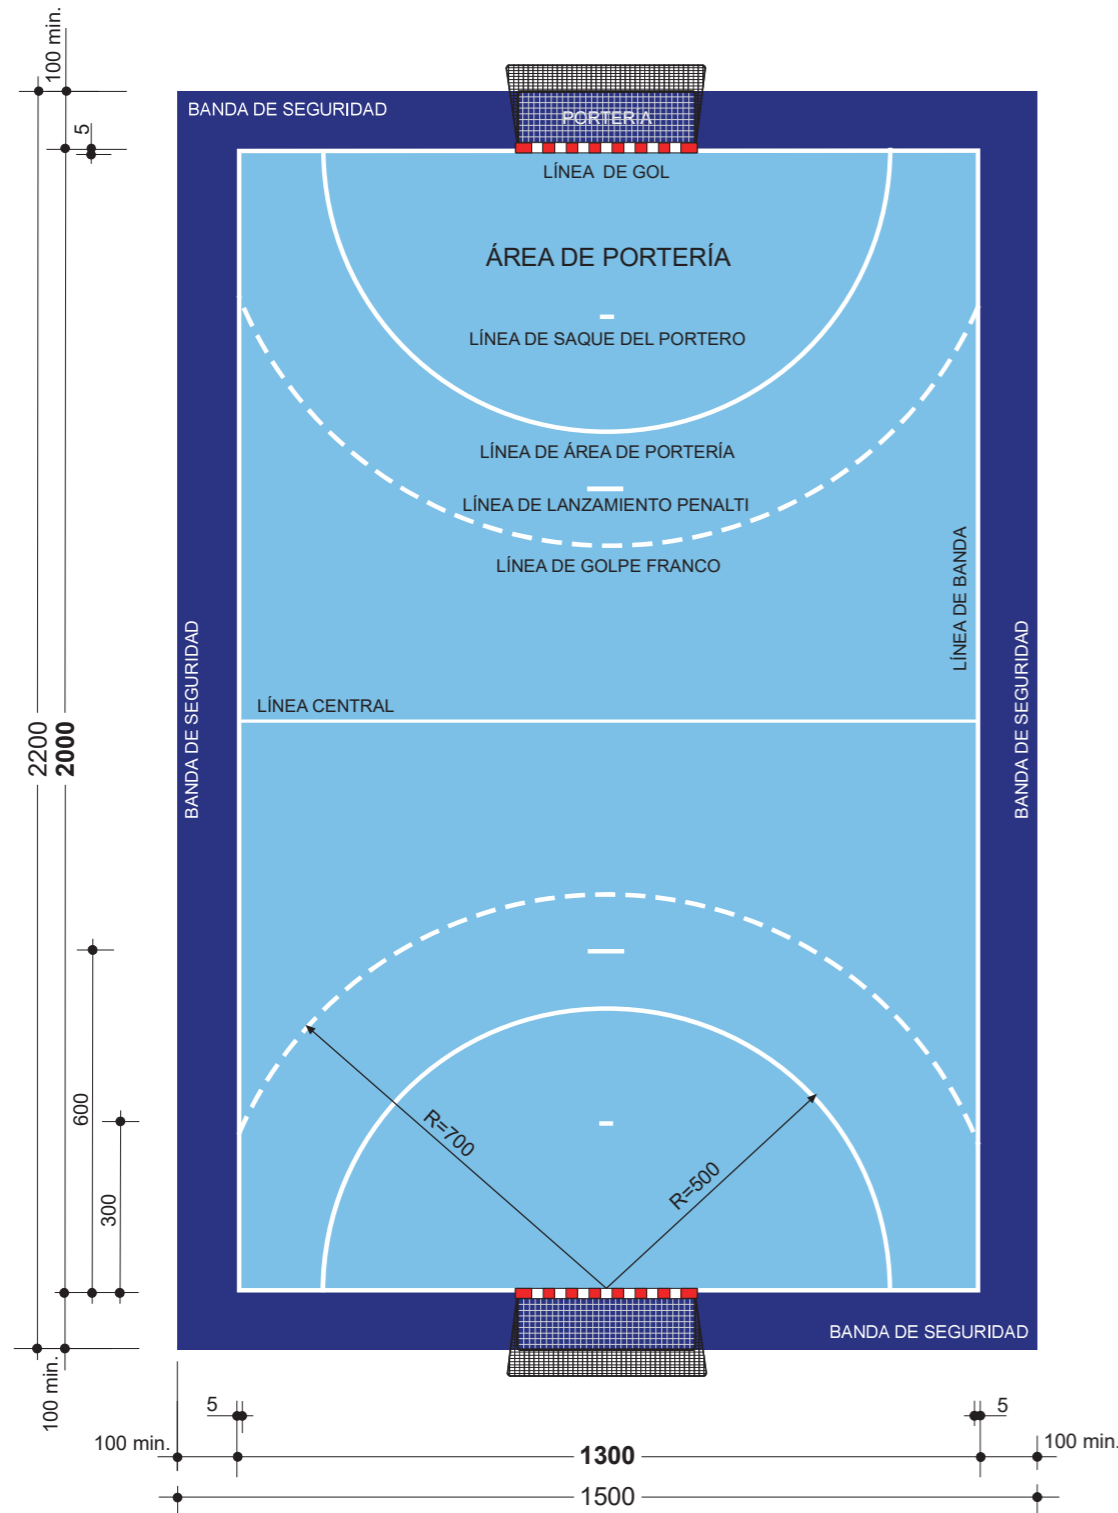 100 min.
5
BANDA DE SEGURIDAD
PORTERIA
LÍNEA DE GOL
ÁREA DE PORTERÍA
LÍNEA DE SAQUE DEL PORTERO
LÍNEA DE ÁREA DE PORTERÍA
LÍNEA DE LANZAMIENTO PENALTI
LÍNEA DE GOLPE FRANCO
LÍNEA DE BANDA
BANDA DE SEGURIDAD
BANDA DE SEGURIDAD
LÍNEA CENTRAL
2200
2000
600
300
R=700
R=500
BANDA DE SEGURIDAD
100 min.
5
5
100 min.
1300
100 min.
1500